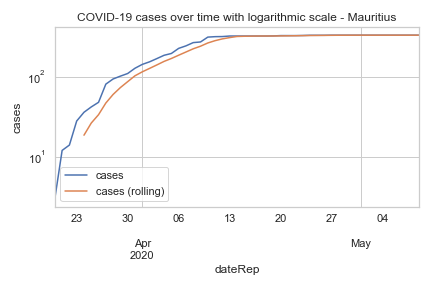 COVID-19 cases over time with logarithmic scale - Mauritius
cases
10²
10¹
cases
cases (rolling)
23 30 06 13 20 27 04
Apr May
2020
dateRep